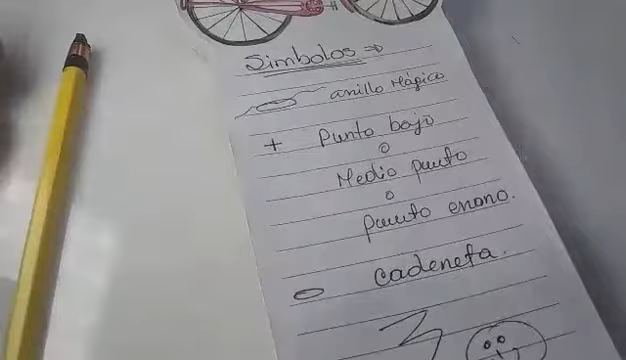 Simbolos ⇒
anillo Mágico
+ Punto bajo
o
Medio punto
o
punto enano.
cadeneta.